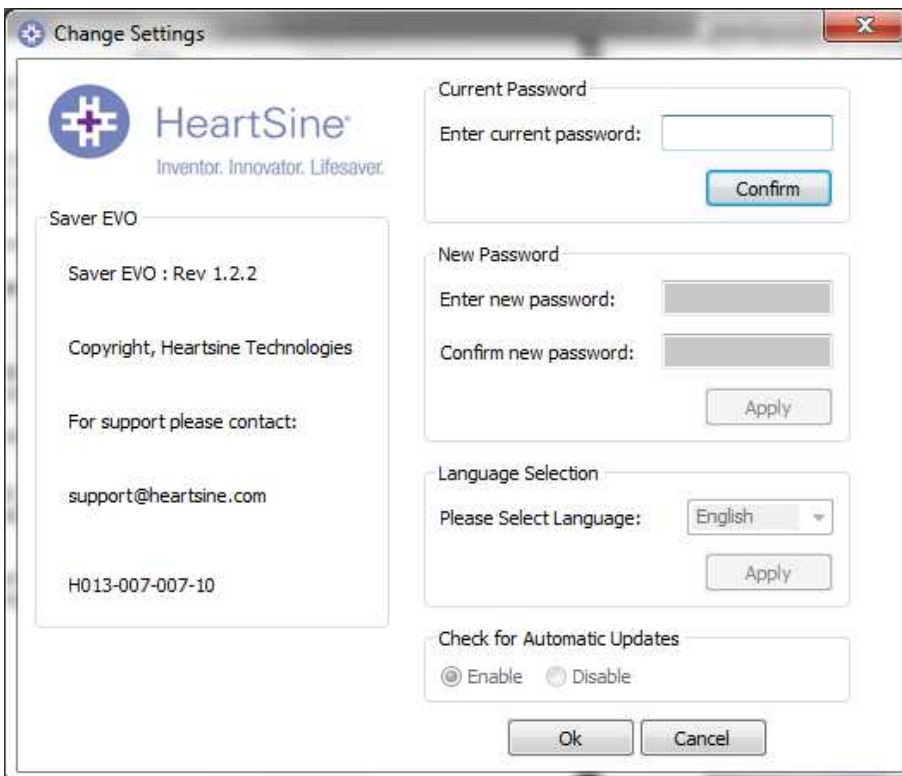 Change Settings
HeartSine®
Inventor. Innovator. Lifesaver.
Saver EVO
Saver EVO : Rev 1.2.2
Copyright, Heartsine Technologies
For support please contact:
support@heartsine.com
H013-007-007-10
Current Password
Enter current password:
Confirm
New Password
Enter new password:
Confirm new password:
Apply
Language Selection
Please Select Language: English
Apply
Check for Automatic Updates
Enable Disable
Ok Cancel